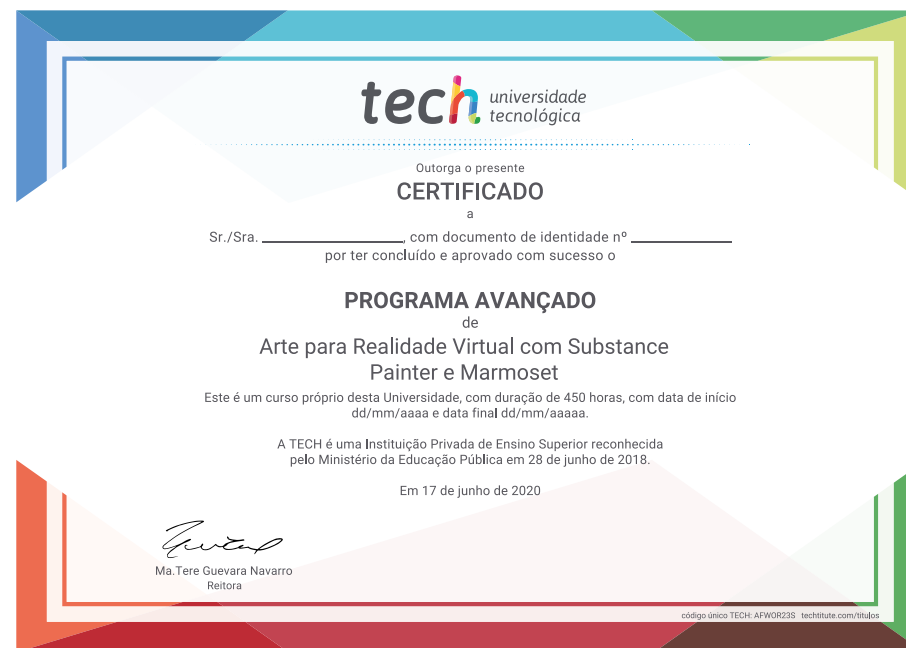 tech universidade
tecnológica
Outorga o presente
CERTIFICADO
a
Sr./Sra. ____________________, com documento de identidade nº ______________
por ter concluído e aprovado com sucesso o
PROGRAMA AVANÇADO
de
Arte para Realidade Virtual com Substance
Painter e Marmoset
Este é um curso próprio desta Universidade, com duração de 450 horas, com data de início
dd/mm/aaaa e data final dd/mm/aaaaa.
A TECH é uma Instituição Privada de Ensino Superior reconhecida
pelo Ministério da Educação Pública em 28 de junho de 2018.
Em 17 de junho de 2020
Ma.Tere Guevara Navarro
Reitora
código único TECH: AFWOR23S techtitute.com/títulos